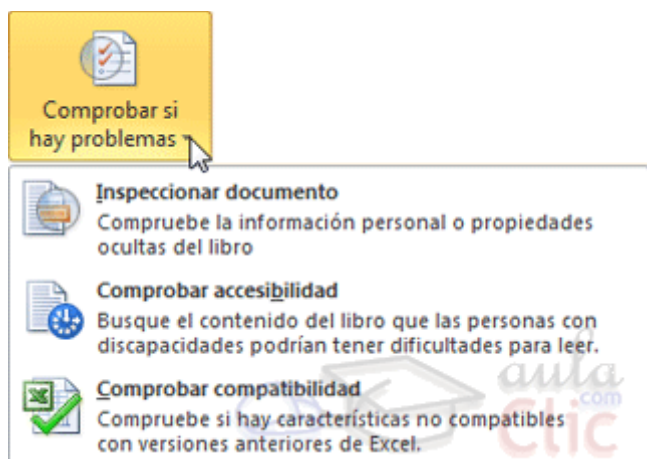 Comprobar si
hay problemas
Inspeccionar documento
Compruebe la información personal o propiedades
ocultas del libro
Comprobar accesibilidad
Busque el contenido del libro que las personas con
discapacidades podrían tener dificultades para leer.
Comprobar compatibilidad
Compruebe si hay características no compatibles
con versiones anteriores de Excel.
aula
.com
Clic